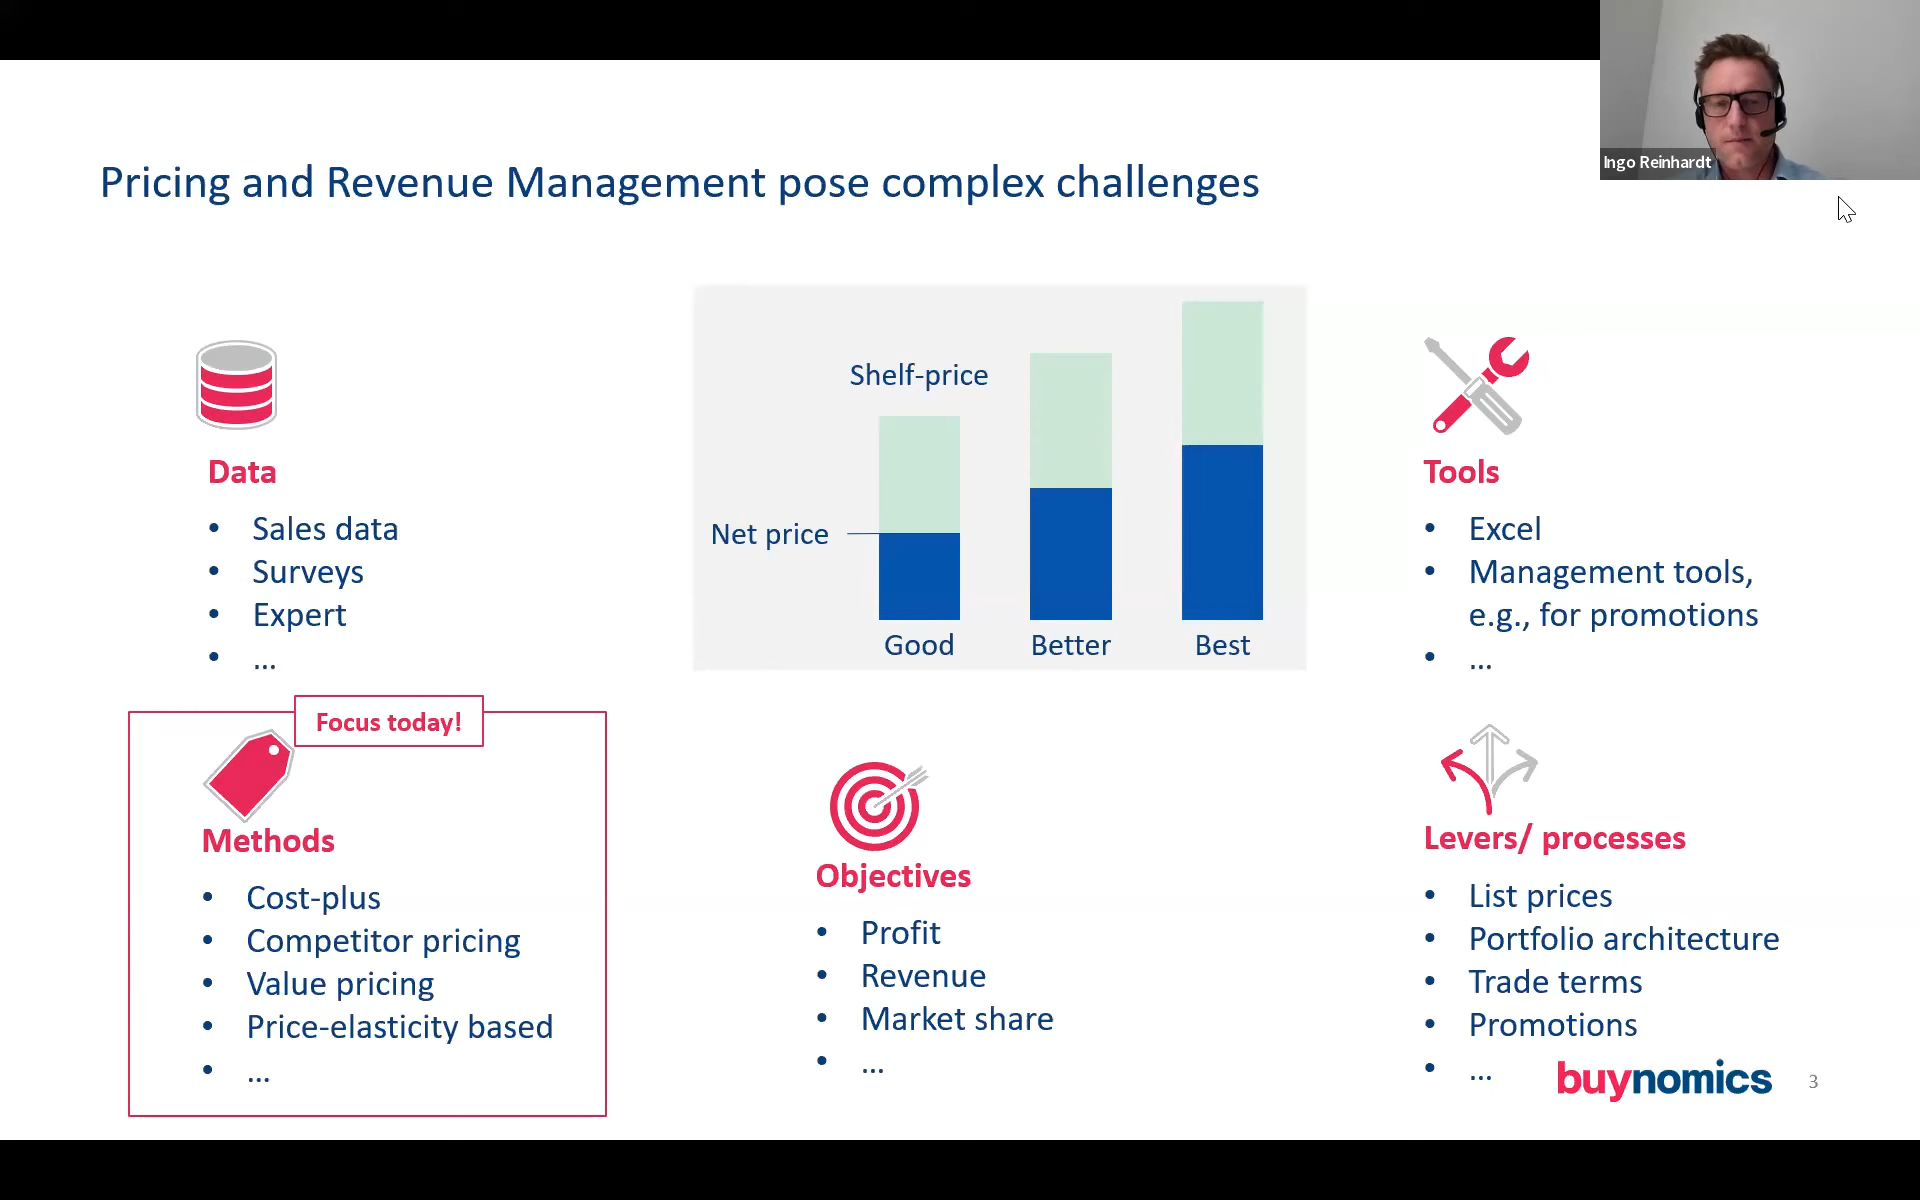 Ingo Reinhardt
Pricing and Revenue Management pose complex challenges
Data
• Sales data
• Surveys
• Expert
• ...
Shelf-price
Net price
Good
Better
Best
Tools
• Excel
• Management tools,
e.g., for promotions
• ...
Focus today!
Methods
• Cost-plus
• Competitor pricing
• Value pricing
• Price-elasticity based
• ...
Objectives
• Profit
• Revenue
• Market share
• ...
Levers/ processes
• List prices
• Portfolio architecture
• Trade terms
• Promotions
• ...
buynomics
3